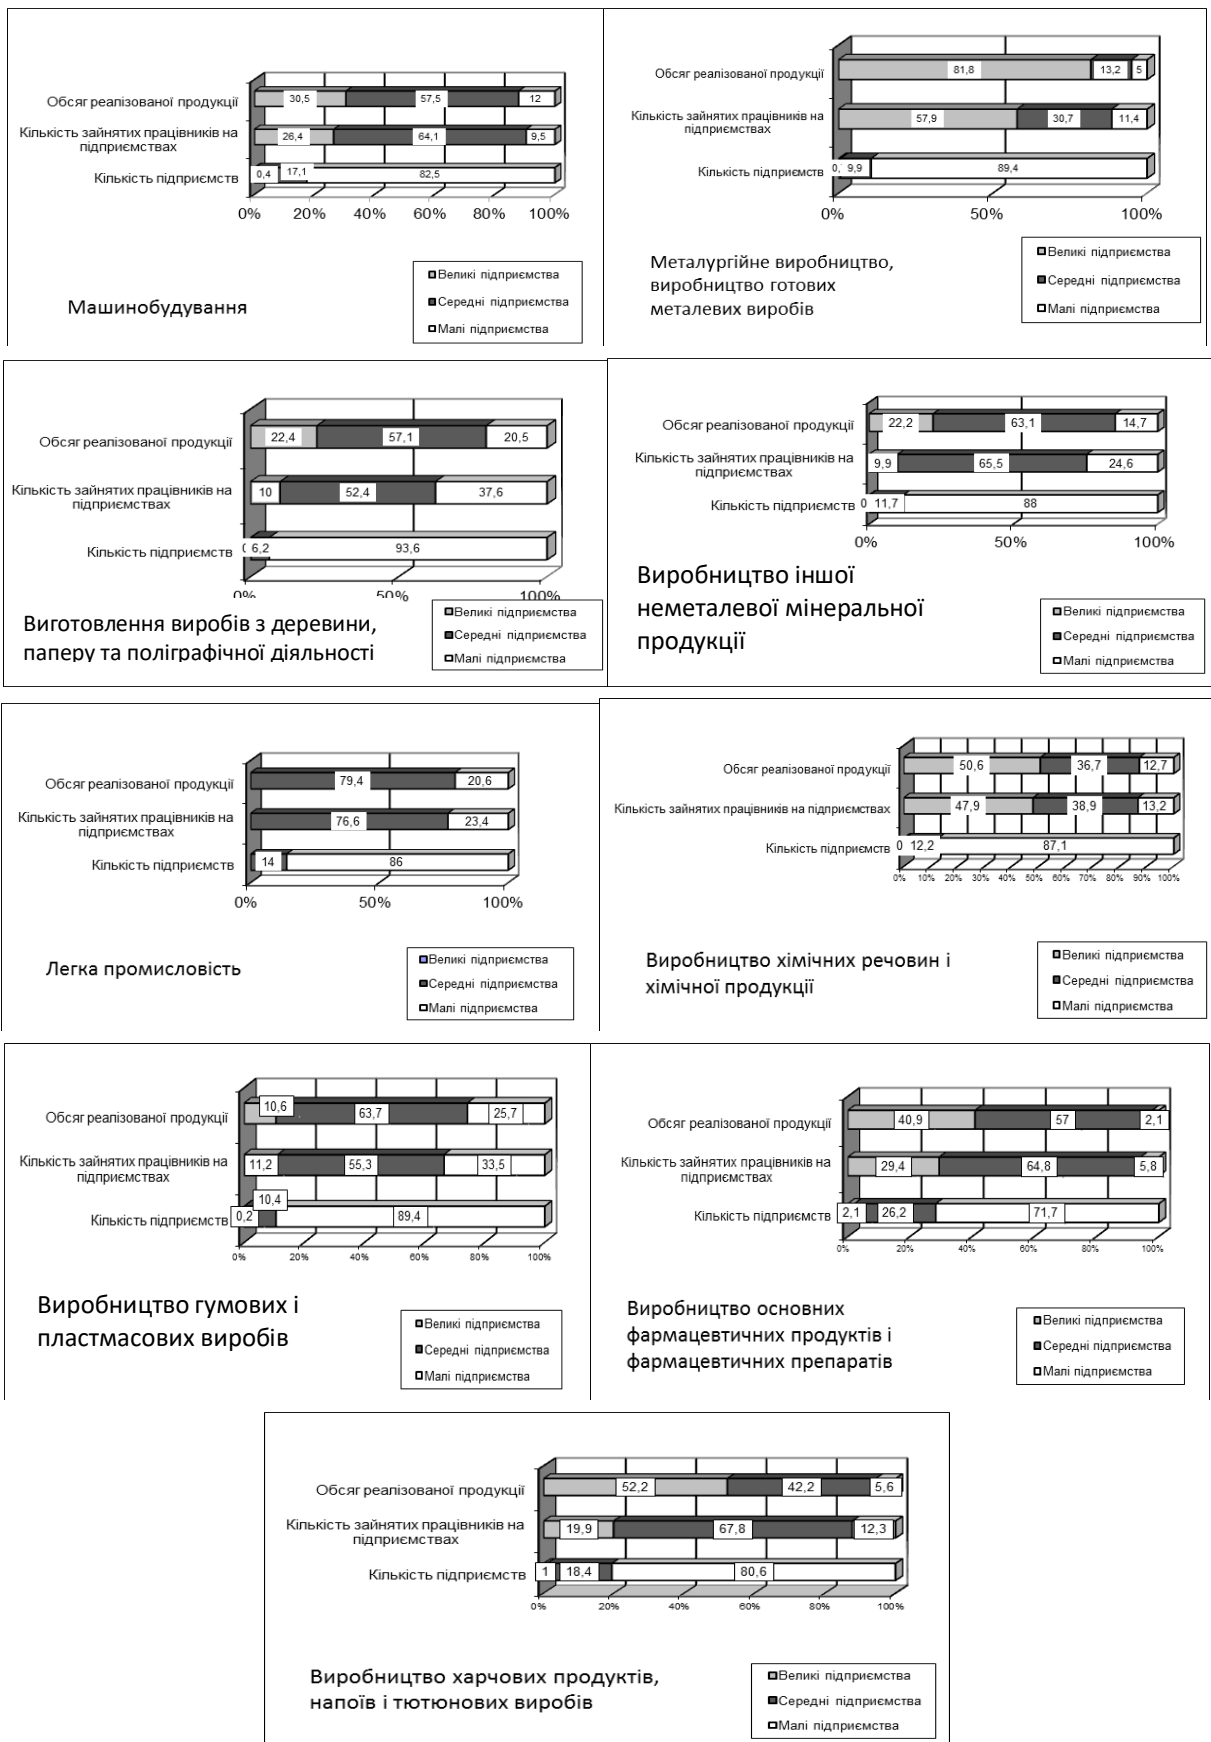 Обсяг реалізованої продукції
30,5 57,5 12
Кількість зайнятих працівників на
підприємствах
26,4 64,1 9,5
Кількість підприємств
0,4 17,1 82,5
0% 20% 40% 60% 80% 100%
Машинобудування
Великі підприємства
Середні підприємства
Малі підприємства
Обсяг реалізованої продукції
81,8 13,2 5
Кількість зайнятих працівників на
підприємствах
57,9 30,7 11,4
Кількість підприємств
9,9 89,4
0% 50% 100%
Металургійне виробництво,
виробництво готових
металевих виробів
Великі підприємства
Середні підприємства
Малі підприємства
Обсяг реалізованої продукції
22,4 57,1 20,5
Кількість зайнятих працівників на
підприємствах
10 52,4 37,6
Кількість підприємств
6,2 93,6
0% 50% 100%
Виготовлення виробів з деревини,
паперу та поліграфічної діяльності
Великі підприємства
Середні підприємства
Малі підприємства
Обсяг реалізованої продукції
22,2 63,1 14,7
Кількість зайнятих працівників на
підприємствах
9,9 65,5 24,6
Кількість підприємств
0 11,7 88
0% 50% 100%
Виробництво іншої
неметалевої мінеральної
продукції
Великі підприємства
Середні підприємства
Малі підприємства
Обсяг реалізованої продукції
79,4 20,6
Кількість зайнятих працівників на
підприємствах
76,6 23,4
Кількість підприємств
14 86
0% 50% 100%
Легка промисловість
Великі підприємства
Середні підприємства
Малі підприємства
Обсяг реалізованої продукції
50,6 36,7 12,7
Кількість зайнятих працівників на підприємствах
47,9 38,9 13,2
Кількість підприємств
0 12,2 87,1
0% 10% 20% 30% 40% 50% 60% 70% 80% 90% 100%
Виробництво хімічних речовин і
хімічної продукції
Великі підприємства
Середні підприємства
Малі підприємства
Обсяг реалізованої продукції
10,6 63,7 25,7
Кількість зайнятих працівників на
підприємствах
11,2 55,3 33,5
Кількість підприємств
0,2 10,4 89,4
0% 20% 40% 60% 80% 100%
Виробництво гумових і
пластмасових виробів
Великі підприємства
Середні підприємства
Малі підприємства
Обсяг реалізованої продукції
40,9 57 2,1
Кількість зайнятих працівників на
підприємствах
29,4 64,8 5,8
Кількість підприємств
2,1 26,2 71,7
0% 20% 40% 60% 80% 100%
Виробництво основних
фармацевтичних продуктів і
фармацевтичних препаратів
Великі підприємства
Середні підприємства
Малі підприємства
Обсяг реалізованої продукції
52,2 42,2 5,6
Кількість зайнятих працівників на
підприємствах
19,9 67,8 12,3
Кількість підприємств
1 18,4 80,6
0% 20% 40% 60% 80% 100%
Виробництво харчових продуктів,
напоїв і тютюнових виробів
Великі підприємства
Середні підприємства
Малі підприємства